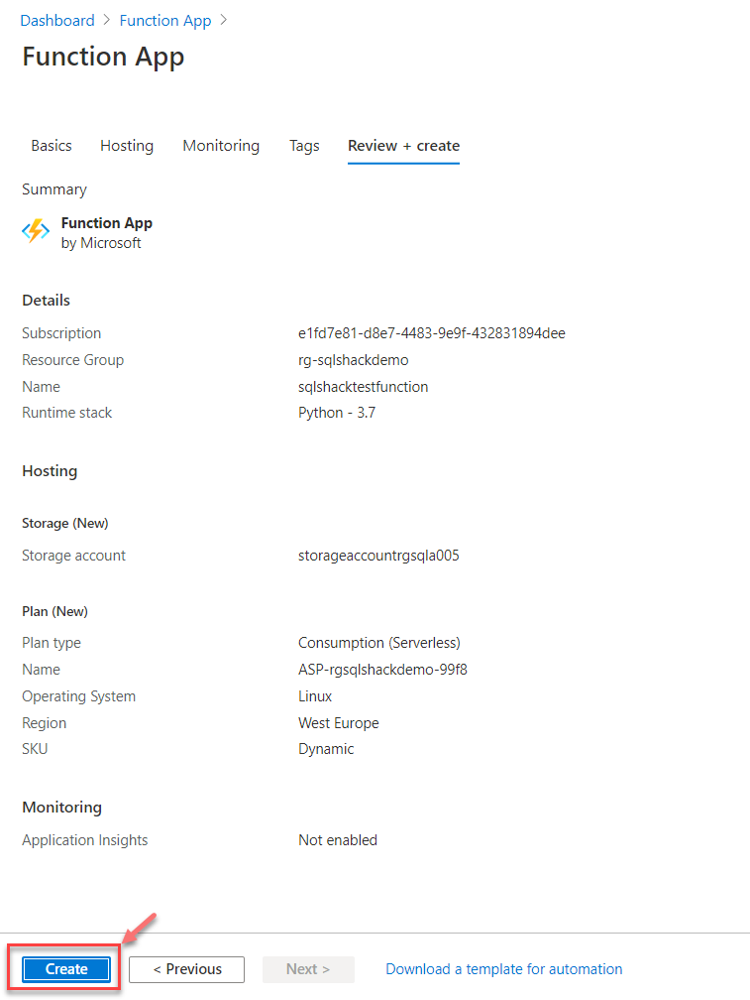 Dashboard > Function App >
Function App
Basics Hosting Monitoring Tags Review + create
Summary
Function App
by Microsoft
Details
Subscription e1fd7e81-d8e7-4483-9e9f-432831894dee
Resource Group rg-sqlshackdemo
Name sqlshacktestfunction
Runtime stack Python - 3.7
Hosting
Storage (New)
Storage account storageaccountrgsqla005
Plan (New)
Plan type Consumption (Serverless)
Name ASP-rgsqlshackdemo-99f8
Operating System Linux
Region West Europe
SKU Dynamic
Monitoring
Application Insights Not enabled
Create < Previous Next > Download a template for automation